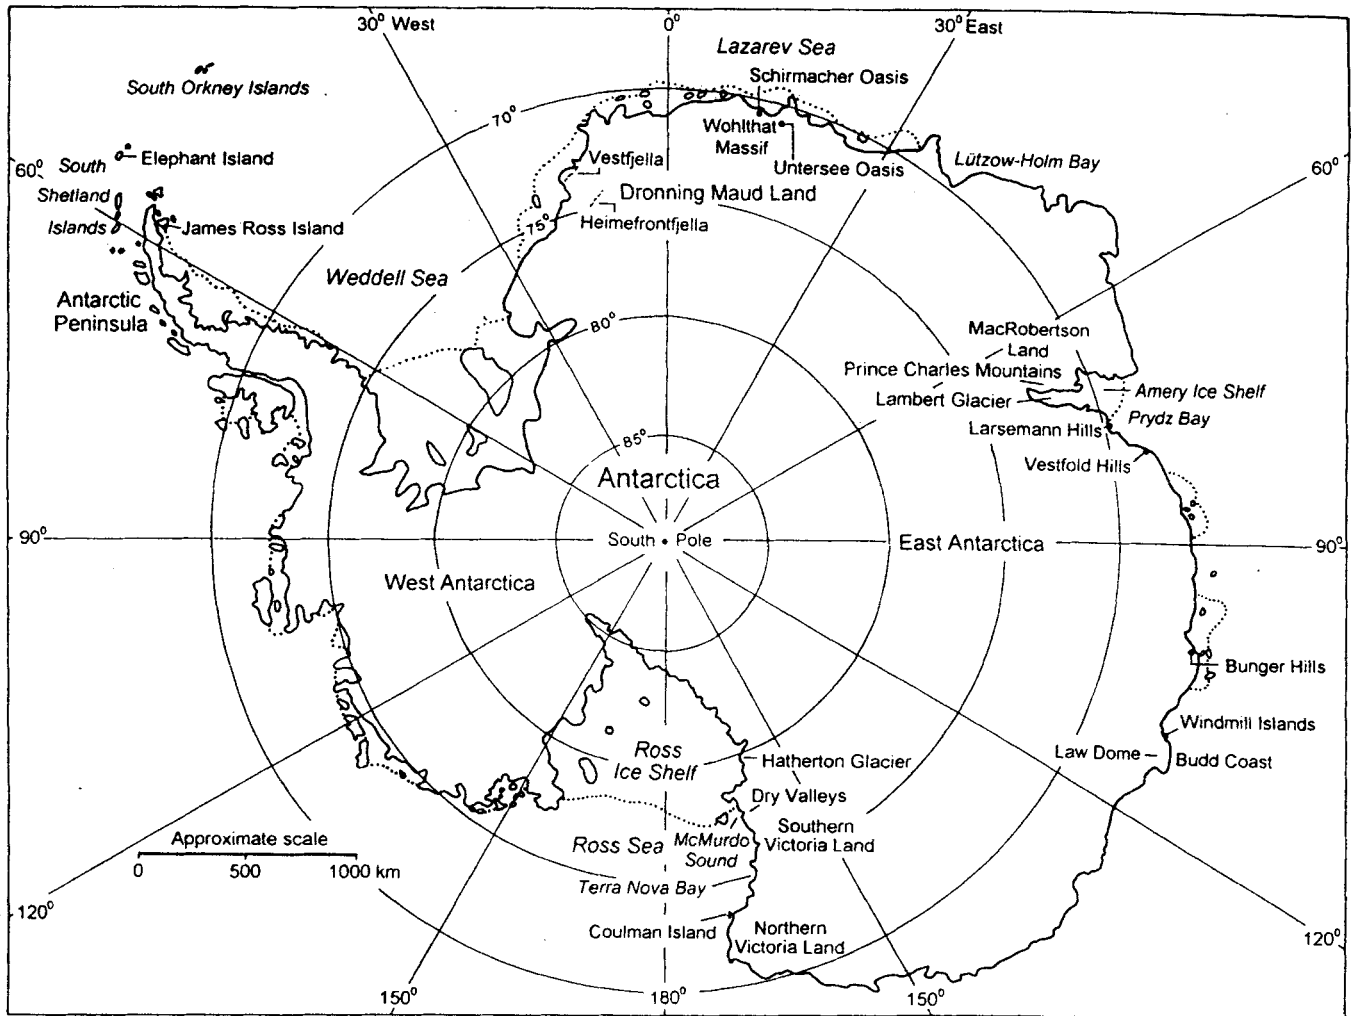 30° West
0°
30° East
Lazarev Sea
Schirmacher Oasis
South Orkney Islands
70°
Wohlthat
Massif
Untersee Oasis
Lützow-Holm Bay
60°
60°
South
Shetland
Islands
Elephant Island
Vestfjella
Dronning Maud Land
75°
Heimefrontfjella
James Ross Island
Weddell Sea
Antarctic
Peninsula
80°
MacRobertson
Land
Prince Charles Mountains
Amery Ice Shelf
Lambert Glacier
Prydz Bay
Larsemann Hills
85°
Vestfold Hills
Antarctica
90°
South Pole
East Antarctica
90°
West Antarctica
Bunger Hills
Windmill Islands
Law Dome
Budd Coast
Ross
Ice Shelf
Hatherton Glacier
Dry Valleys
Approximate scale
0 500 1000 km
Ross Sea
McMurdo
Sound
Southern
Victoria Land
Terra Nova Bay
120°
Coulman Island
Northern
Victoria Land
120°
150°
180°
150°